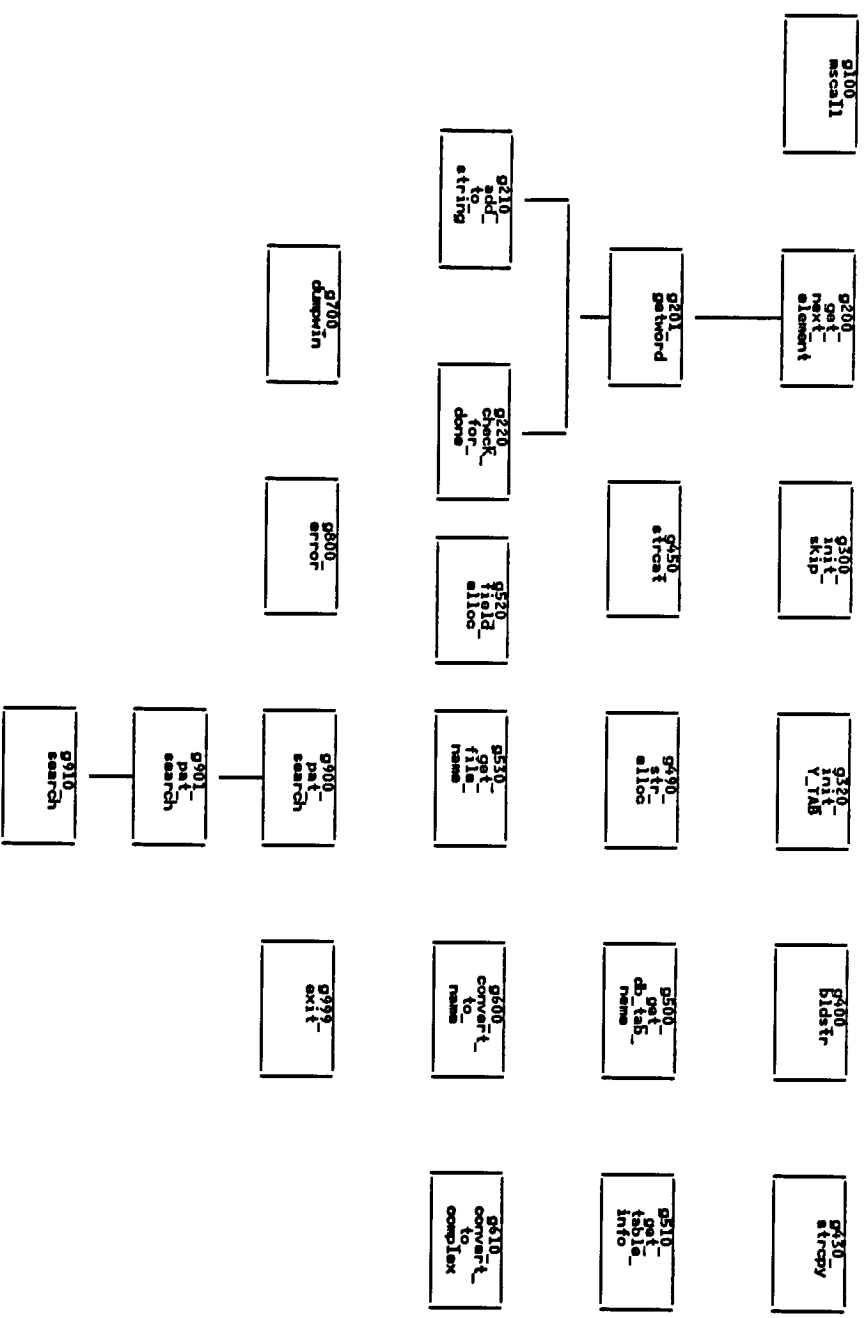 g100_
mscall
g200_
get_
next_
element
g300_
init_
skip
g320_
init_
Y_TAB
g400_
bldstr
g430_
strcpy
g201_
getword
g450_
strcat
g490_
str_
alloc
g500_
get_
db_tab_
name
g510_
get_
table_
info
g210_
add_
to_
string
g220_
check_
for_
done
g520_
field_
alloc
g530_
get_
file_
name
g600_
convert_
to_
name
g610_
convert_
to_
complex
g700_
dumpwin
g800_
error
g900_
pat_
search
g999_
exit
g901_
pat_
search
g910_
search